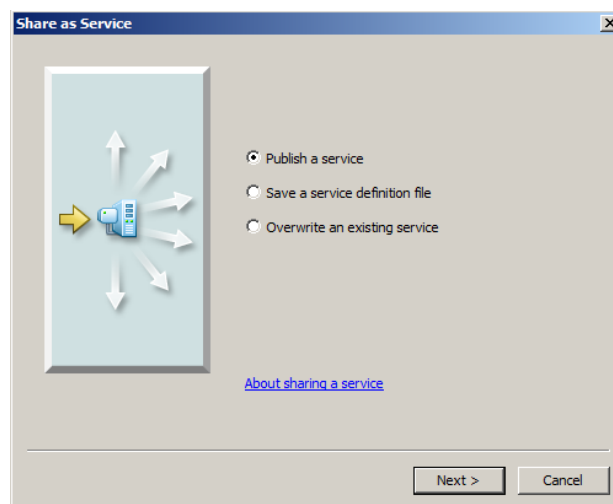 Share as Service
Publish a service
Save a service definition file
Overwrite an existing service
About sharing a service
Next >
Cancel